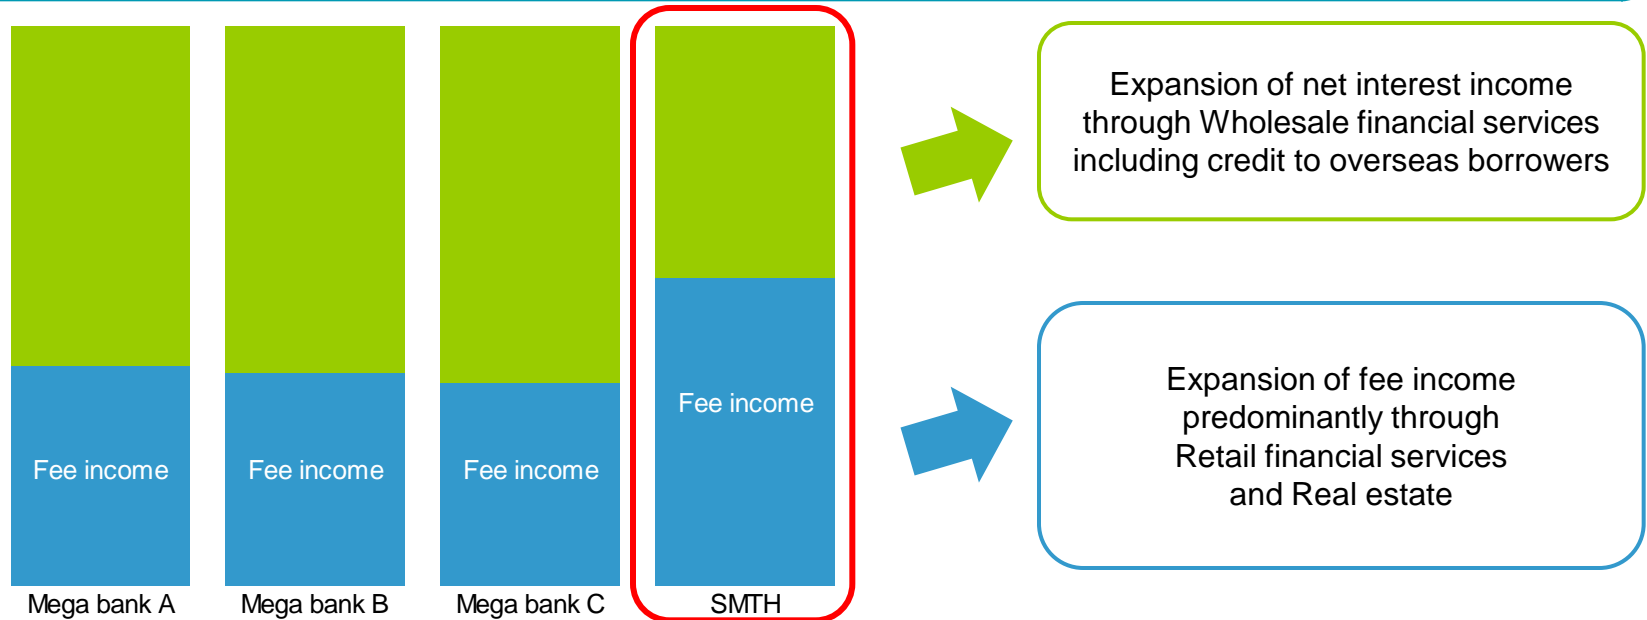 Fee income
Mega bank A
Fee income
Mega bank B
Fee income
Mega bank C
Fee income
SMTH
Expansion of net interest income
through Wholesale financial services
including credit to overseas borrowers
Expansion of fee income
predominantly through
Retail financial services
and Real estate